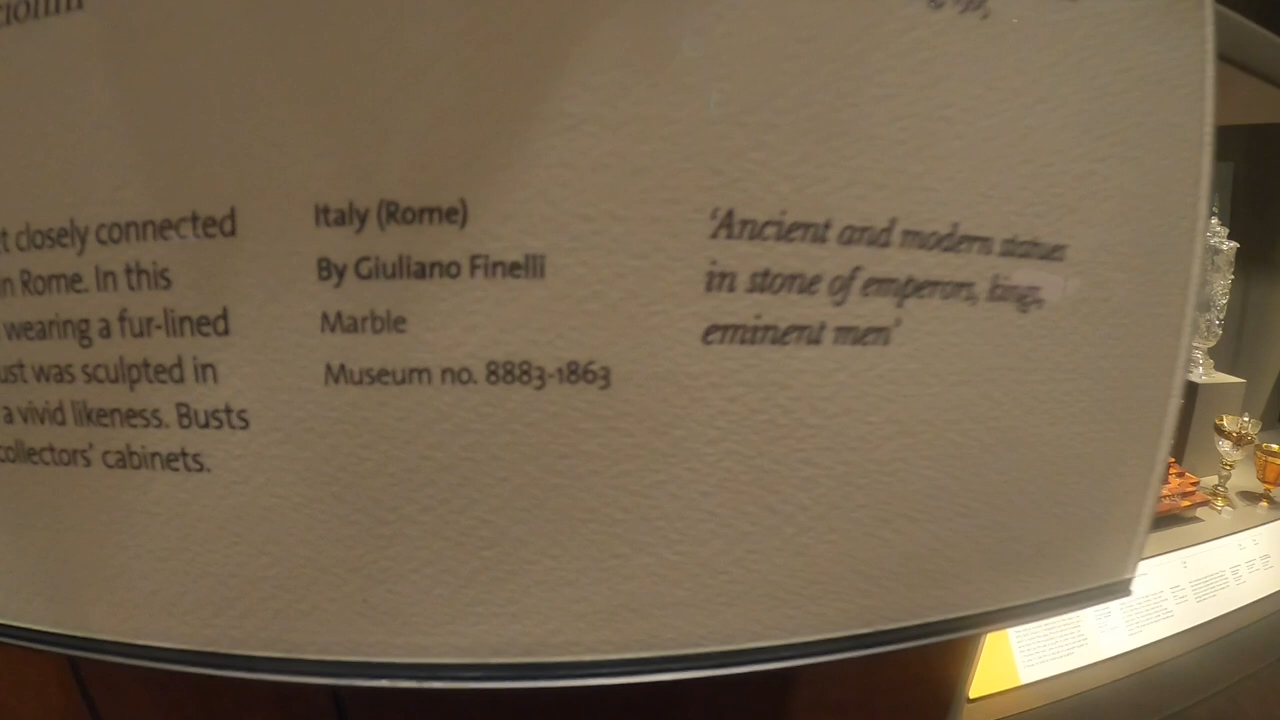 t closely connected
in Rome. In this
wearing a fur-lined
ust was sculpted in
a vivid likeness. Busts
collectors' cabinets.
Italy (Rome)
By Giuliano Finelli
Marble
Museum no. 8883-1863
'Ancient and modern statues
in stone of emperors, kings,
eminent men'